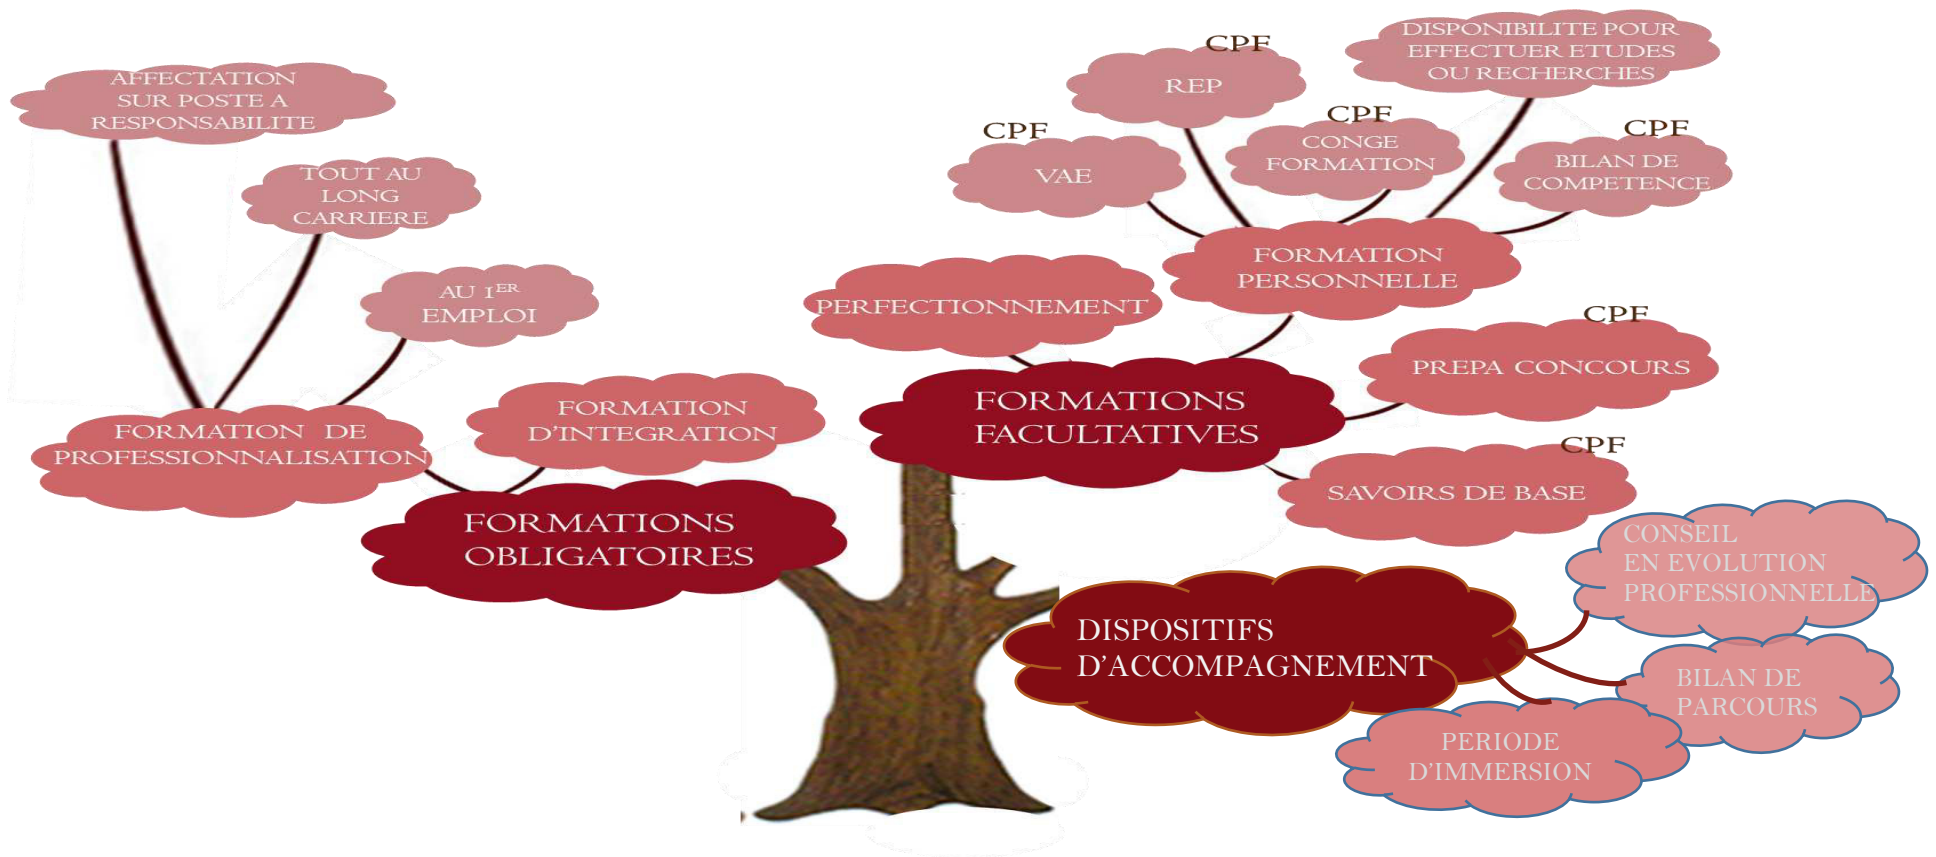 AFFECTATION
SUR POSTE A
RESPONSABILITE
TOUT AU
LONG
CARRIERE
AU 1ER
EMPLOI
FORMATION DE
PROFESSIONNALISATION
FORMATION
D'INTEGRATION
FORMATIONS
OBLIGATOIRES
CPF
REP
DISPONIBILITE POUR
EFFECTUER ETUDES
OU RECHERCHES
CPF
VAE
CPF
CONGE
FORMATION
CPF
BILAN DE
COMPETENCE
FORMATION
PERSONNELLE
PERFECTIONNEMENT
CPF
PREPA CONCOURS
FORMATIONS
FACULTATIVES
CPF
SAVOIRS DE BASE
CONSEIL
EN EVOLUTION
PROFESSIONNELLE
DISPOSITIFS
D'ACCOMPAGNEMENT
BILAN DE
PARCOURS
PERIODE
D'IMMERSION